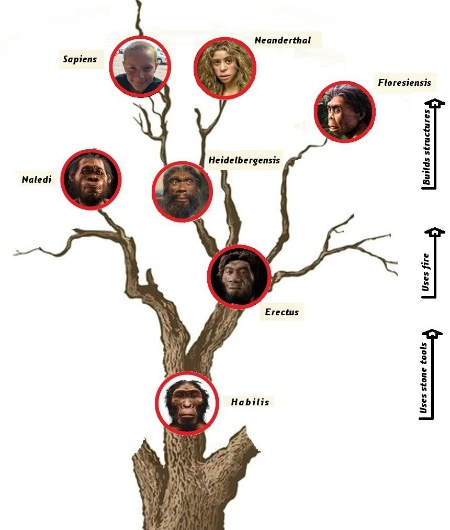 Neanderthal
Sapiens
Floresiensis
Builds structures
Heidelbergensis
Naledi
Uses fire
Erectus
Uses stone tools
Habilis